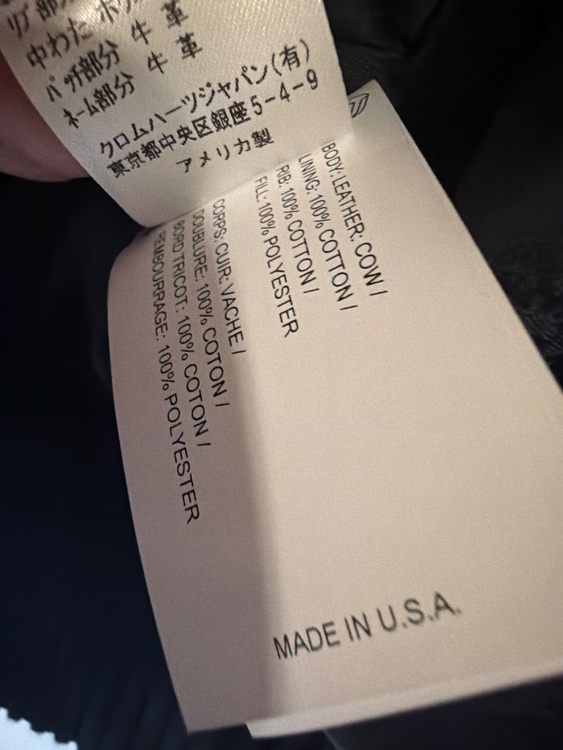 リブ部
中わた ポ
パッチ部分 牛 革
ネーム部分 牛 革
クロムハーツジャパン(有)
東京都中央区銀座5-4-9
アメリカ製
BODY: LEATHER: COW /
LINING: 100% COTTON /
RIB: 100% COTTON /
FILL: 100% POLYESTER
CORPS: CUIR: VACHE /
DOUBLURE: 100% COTON /
BORD TRICOT: 100% COTON /
REMBOURRAGE: 100% POLYESTER
MADE IN U.S.A.